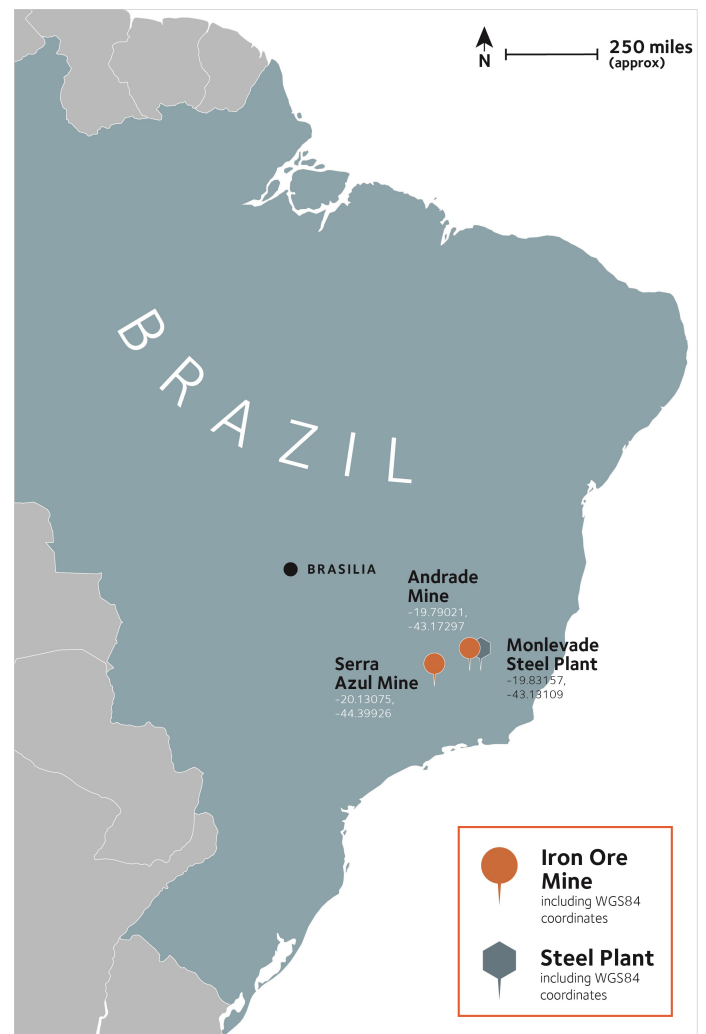 N
250 miles
(approx)
BRAZIL
BRASILIA
Andrade
Mine
-19.79021,
-43.17297
Monlevade
Steel Plant
-19.83157,
-43.13109
Serra
Azul Mine
-20.13075,
-44.39926
Iron Ore
Mine
including WGS84
coordinates
Steel Plant
including WGS84
coordinates